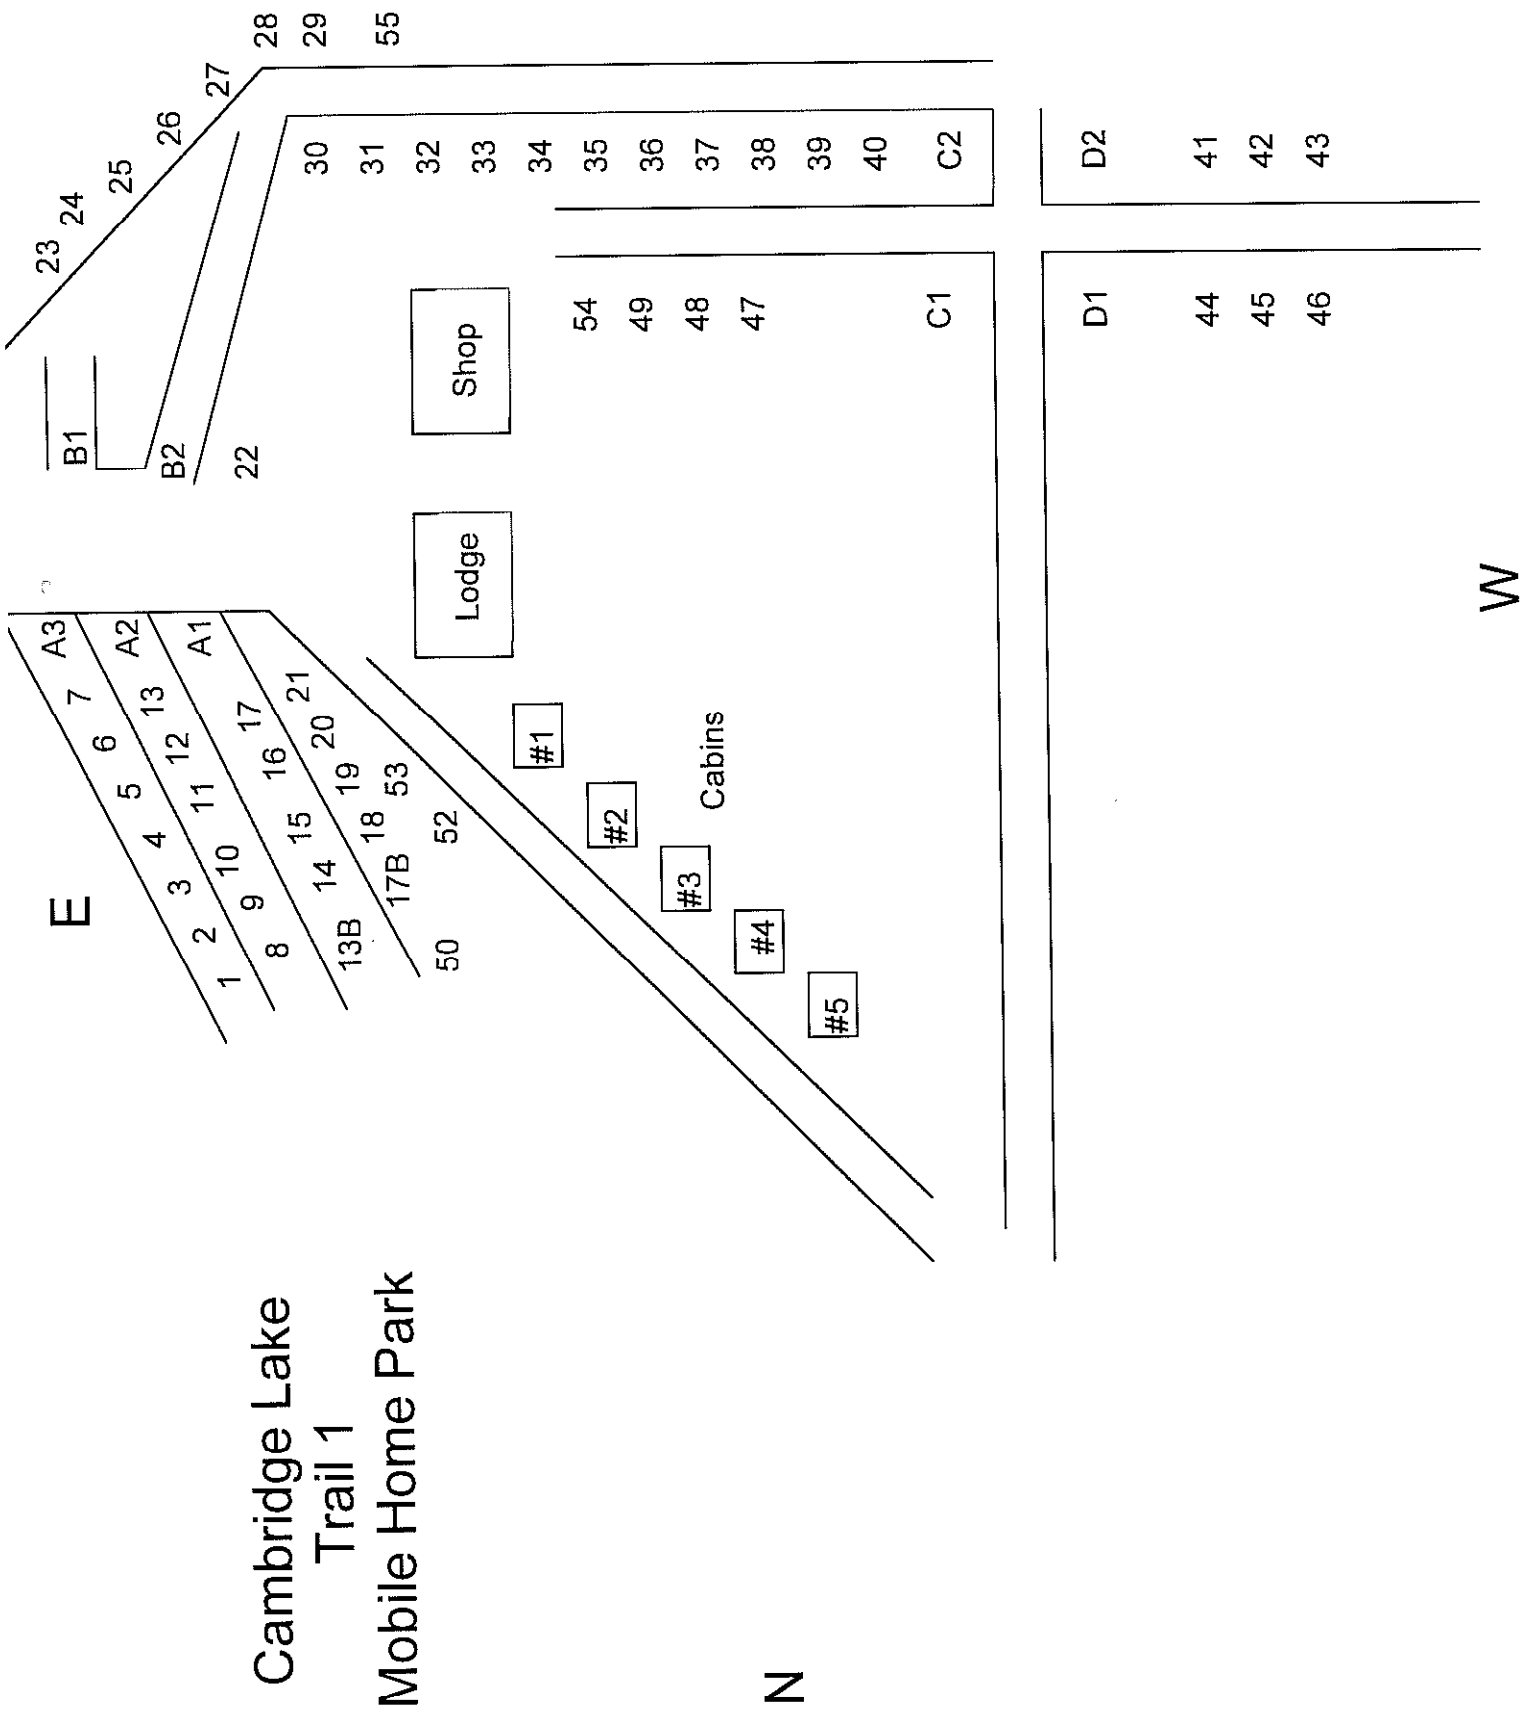 Cambridge Lake
Trail 1
Mobile Home Park
E
N
W
1 2 3 4 5 6 7 A3
8 9 10 11 12 13 A2
13B 14 15 16 17 A1
17B 18 19 20 21
50 52 53
B1
B2
22
23 24 25 26 27 28
29
55
Lodge
Shop
#1
#2
#3
#4
#5
Cabins
30
31
32
33
34
35
36
37
38
39
40
C2
54
49
48
47
C1
D1
44
45
46
D2
41
42
43